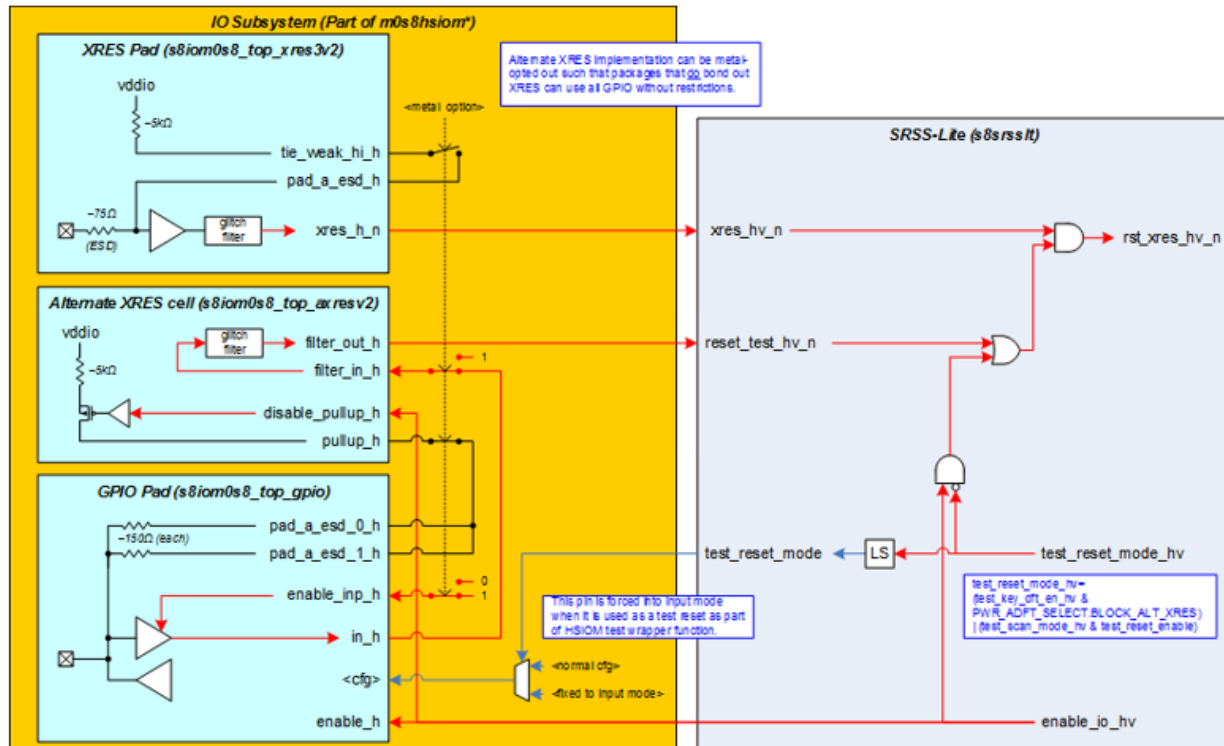 IO Subsystem (Part of m0s8hsiom*)
XRES Pad (s8iom0s8_top_xres3v2)
vddio
~5kΩ
tie_weak_hi_h
pad_a_esd_h
~75Ω
(ESD)
glitch
filter
xres_h_n
Alternate XRES implementation can be metal-
opted out such that packages that do bond out
XRES can use all GPIO without restrictions.
<metal option>
Alternate XRES cell (s8iom0s8_top_axresv2)
vddio
~5kΩ
glitch
filter
filter_out_h
filter_in_h
1
disable_pullup_h
pullup_h
GPIO Pad (s8iom0s8_top_gpio)
pad_a_esd_0_h
~150Ω (each)
pad_a_esd_1_h
enable_inp_h
0
1
in_h
<cfg>
enable_h
This pin is forced into input mode
when it is used as a test reset as part
of HSIOM test wrapper function.
<normal cfg>
<fixed to input mode>
SRSS-Lite (s8srsslt)
xres_hv_n
rst_xres_hv_n
reset_test_hv_n
test_reset_mode
LS
test_reset_mode_hv
test_reset_mode_hv=
(test_key_dft_en_hv &
PWR_ADFT_SELECT.BLOCK_ALT_XRES)
| (test_scan_mode_hv & test_reset_enable)
enable_io_hv